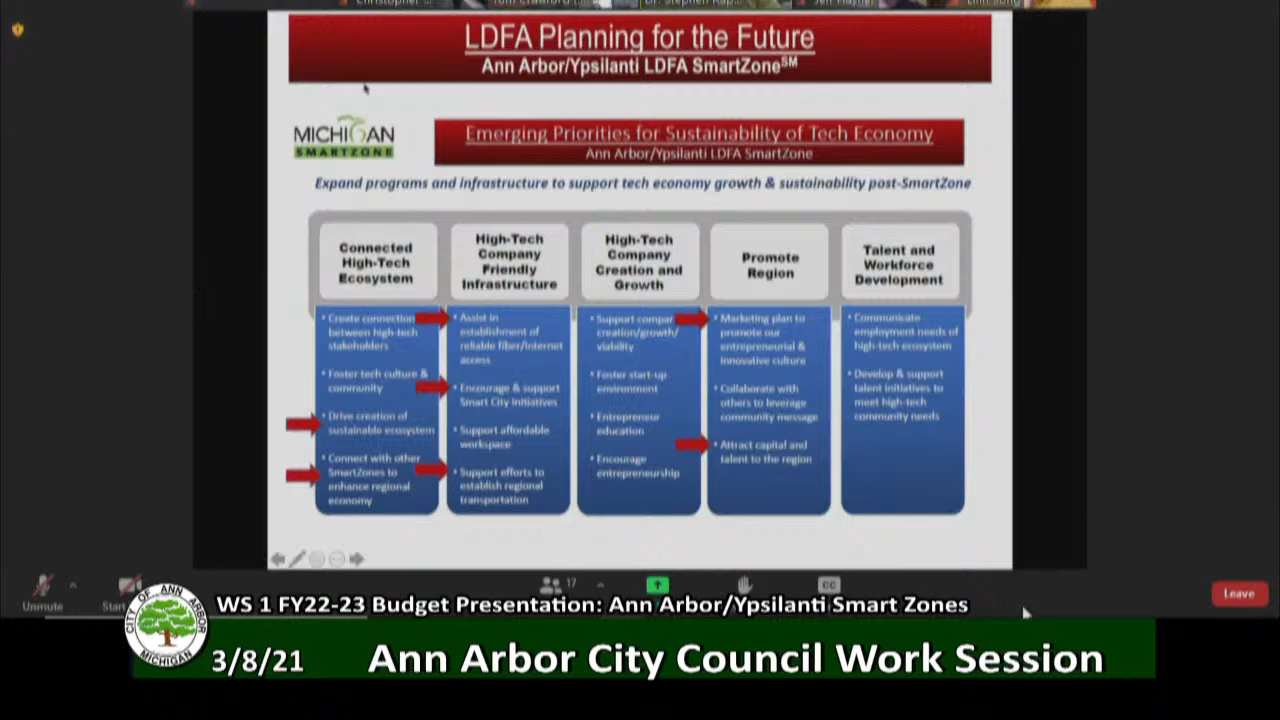 LDFA Planning for the Future
Ann Arbor/Ypsilanti LDFA SmartZoneSM
MICHIGAN
SMARTZONE
Emerging Priorities for Sustainability of Tech Economy
Ann Arbor/Ypsilanti LDFA SmartZone
Expand programs and infrastructure to support tech economy growth & sustainability post-SmartZone
Connected
High-Tech
Ecosystem
• Create connection
between high-tech
stakeholders
• Foster tech culture &
community
• Drive creation of
sustainable ecosystem
• Connect with other
SmartZones to
enhance regional
economy
High-Tech
Company
Friendly
Infrastructure
• Assist in
establishment of
reliable fiber/internet
access
• Encourage & support
Smart City Initiatives
• Support affordable
workspace
• Support efforts to
establish regional
transportation
High-Tech
Company
Creation and
Growth
• Support
creation/growth/
viability
• Foster start-up
environment
• Entrepreneur
education
• Encourage
entrepreneurship
Promote
Region
• Marketing plan to
promote our
entrepreneurial &
innovative culture
• Collaborate with
others to leverage
community message
• Attract capital and
talent to the region
Talent and
Workforce
Development
• Communicate
employment needs of
high-tech ecosystem
• Develop & support
talent initiatives to
meet high-tech
community needs
Unmute
Start
17
CC
Leave
CITY OF ANN ARBOR
MICHIGAN
WS 1 FY22-23 Budget Presentation: Ann Arbor/Ypsilanti Smart Zones
3/8/21
Ann Arbor City Council Work Session